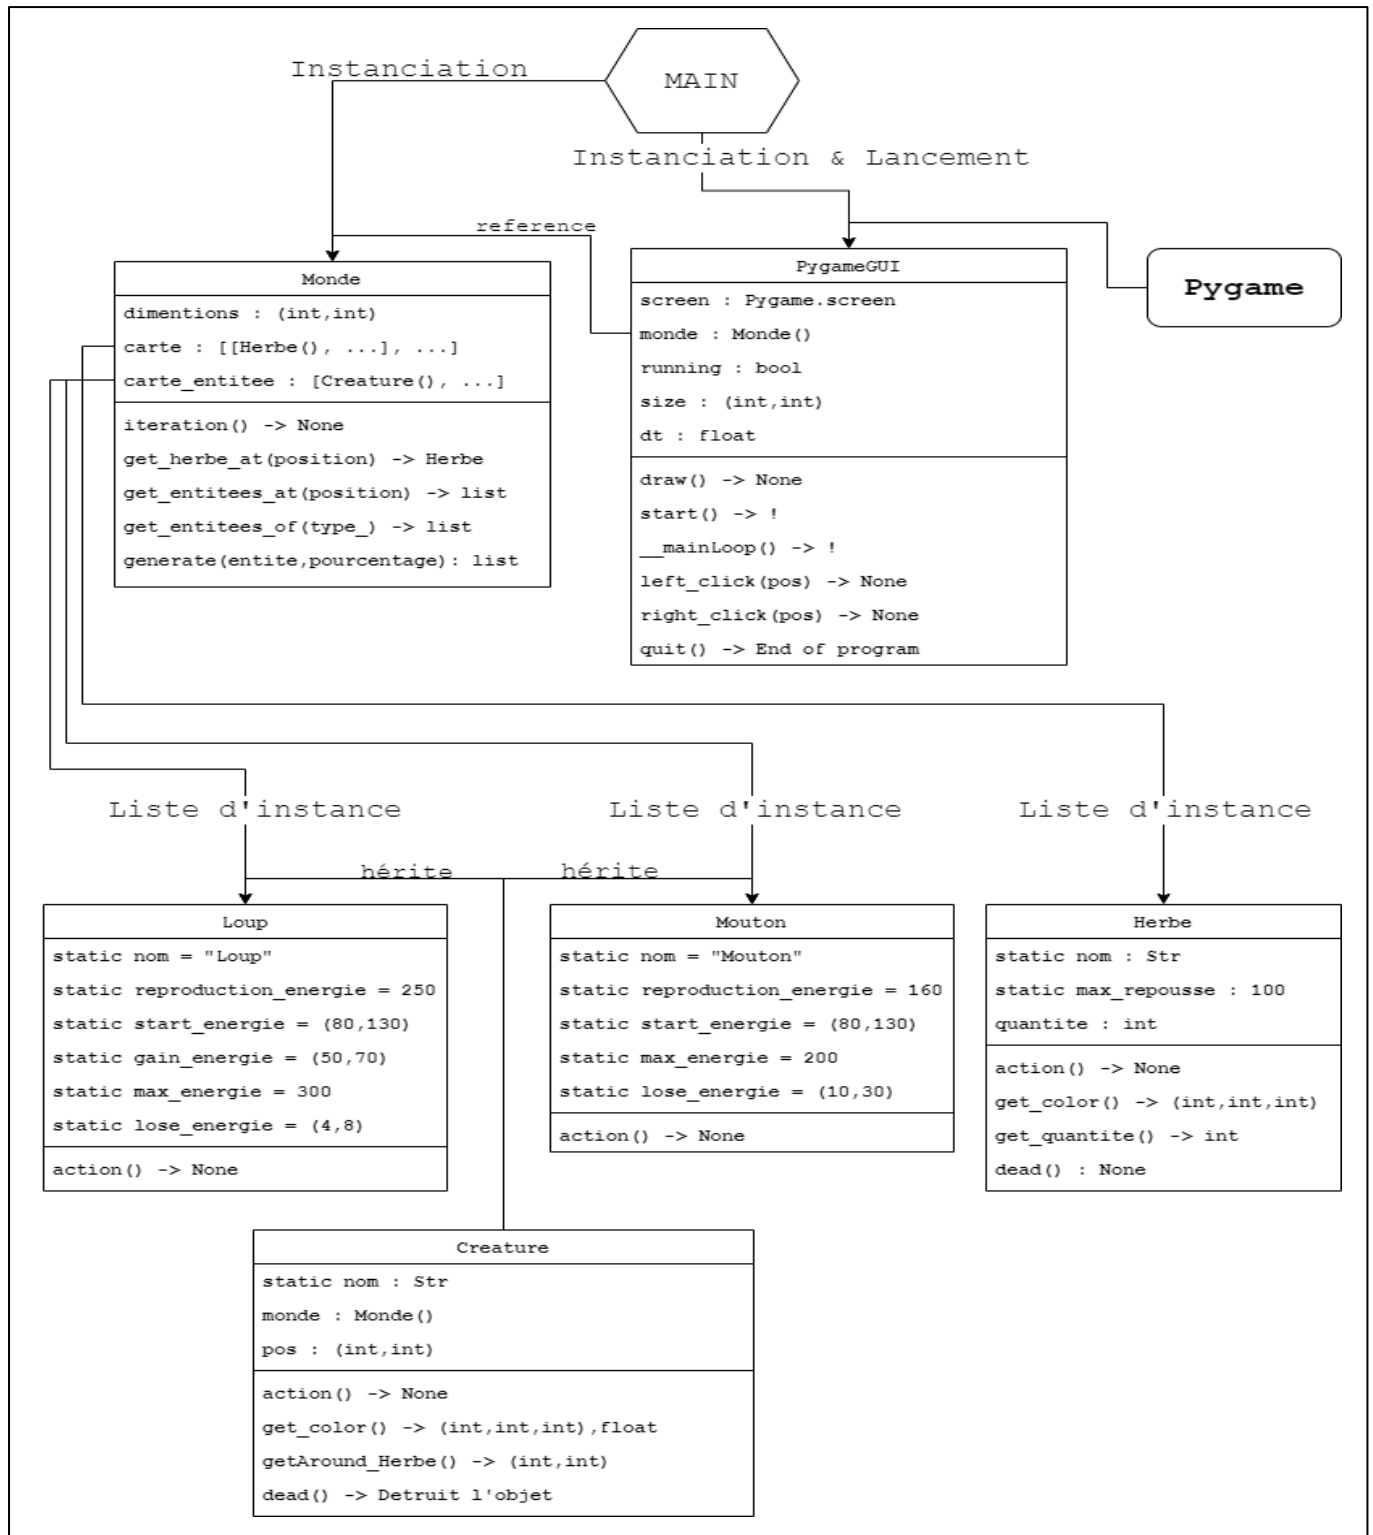 Instanciation
MAIN
Instanciation & Lancement
reference
Monde
dimentions : (int,int)
carte : [[Herbe(), ...], ...]
carte_entitee : [Creature(), ...]
iteration() -> None
get_herbe_at(position) -> Herbe
get_entitees_at(position) -> list
get_entitees_of(type_) -> list
generate(entite,pourcentage): list
PygameGUI
screen : Pygame.screen
monde : Monde()
running : bool
size : (int,int)
dt : float
draw() -> None
start() -> !
__mainLoop() -> !
left_click(pos) -> None
right_click(pos) -> None
quit() -> End of program
Pygame
Liste d'instance
Liste d'instance
Liste d'instance
hérite
hérite
Loup
static nom = "Loup"
static reproduction_energie = 250
static start_energie = (80,130)
static gain_energie = (50,70)
static max_energie = 300
static lose_energie = (4,8)
action() -> None
Mouton
static nom = "Mouton"
static reproduction_energie = 160
static start_energie = (80,130)
static max_energie = 200
static lose_energie = (10,30)
action() -> None
Herbe
static nom : Str
static max_repousse : 100
quantite : int
action() -> None
get_color() -> (int,int,int)
get_quantite() -> int
dead() : None
Creature
static nom : Str
monde : Monde()
pos : (int,int)
action() -> None
get_color() -> (int,int,int),float
getAround_Herbe() -> (int,int)
dead() -> Detruit l'objet